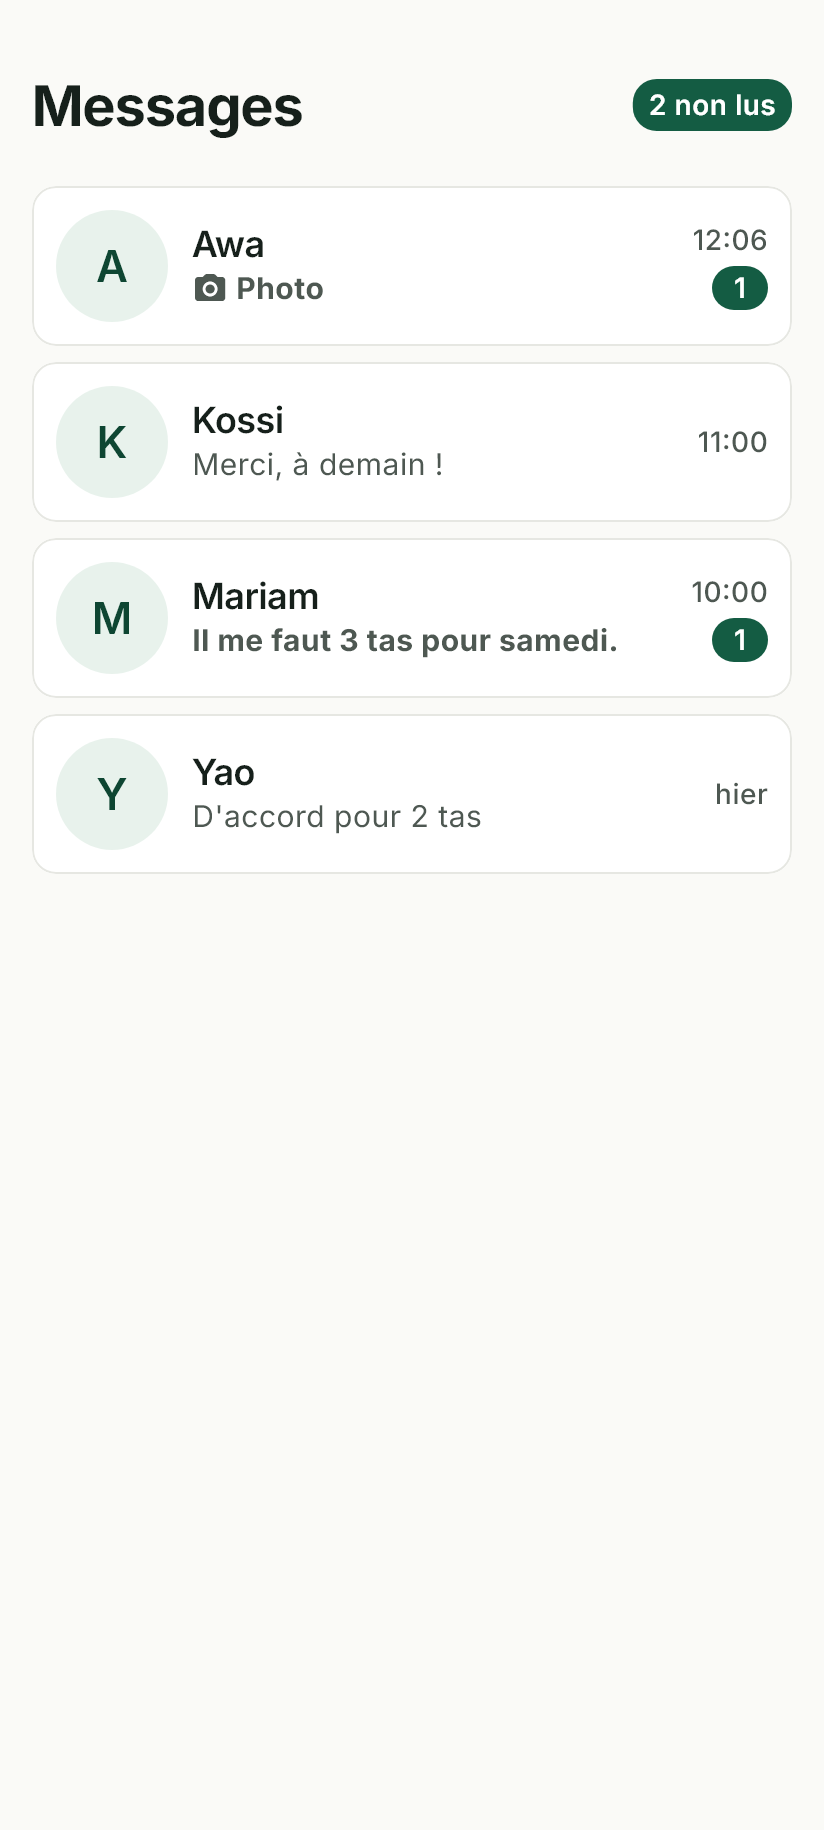 Messages
2 non lus
A
Awa
12:06
Photo
1
K
Kossi
11:00
Merci, à demain !
M
Mariam
10:00
Il me faut 3 tas pour samedi.
1
Y
Yao
hier
D'accord pour 2 tas